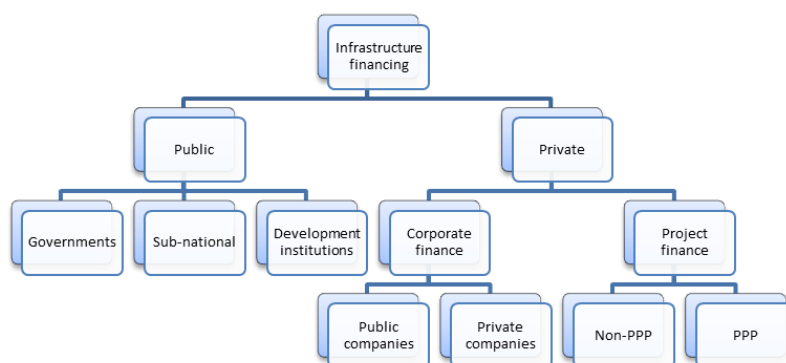 Infrastructure
financing
Public
Private
Governments
Sub-national
Development
institutions
Corporate
finance
Project
finance
Public
companies
Private
companies
Non-PPP
PPP